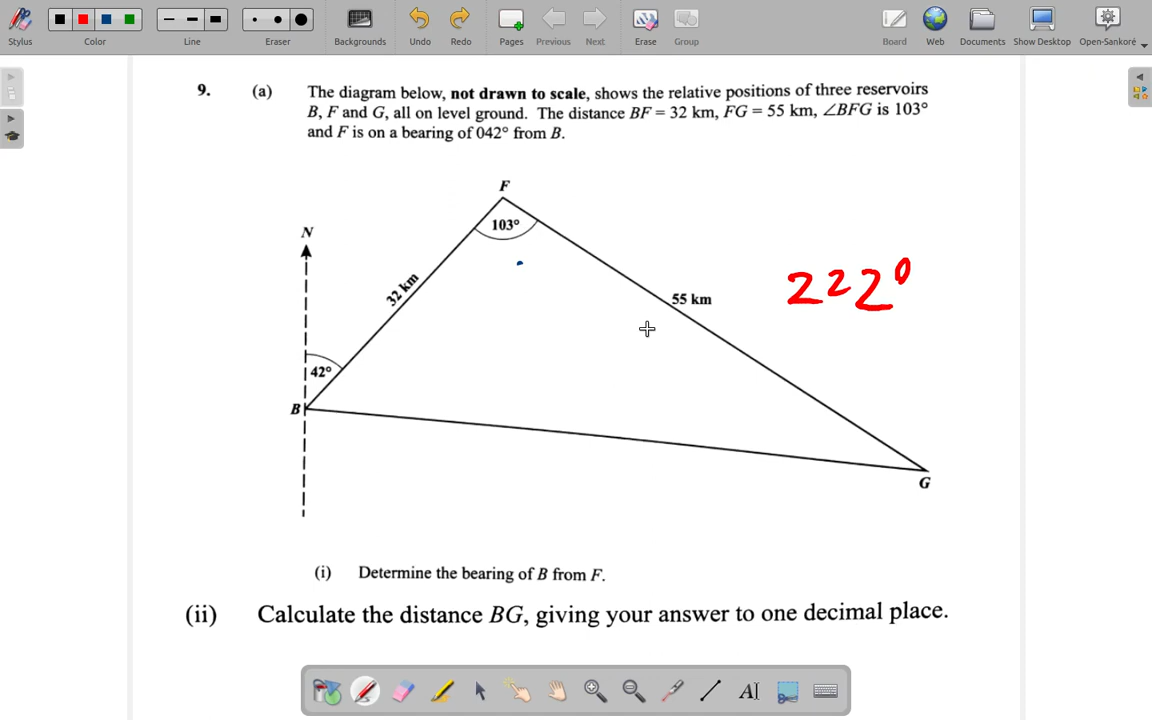 Stylus Color Line Eraser Backgrounds Undo Redo Pages Previous Next Erase Group Board Web Documents Show Desktop Open-Sankoré
9. (a) The diagram below, not drawn to scale, shows the relative positions of three reservoirs
B, F and G, all on level ground. The distance BF = 32 km, FG = 55 km, ∠BFG is 103°
and F is on a bearing of 042° from B.
F
103°
N
222°
32 km
55 km
42°
B
G
(i) Determine the bearing of B from F.
(ii) Calculate the distance BG, giving your answer to one decimal place.
AI